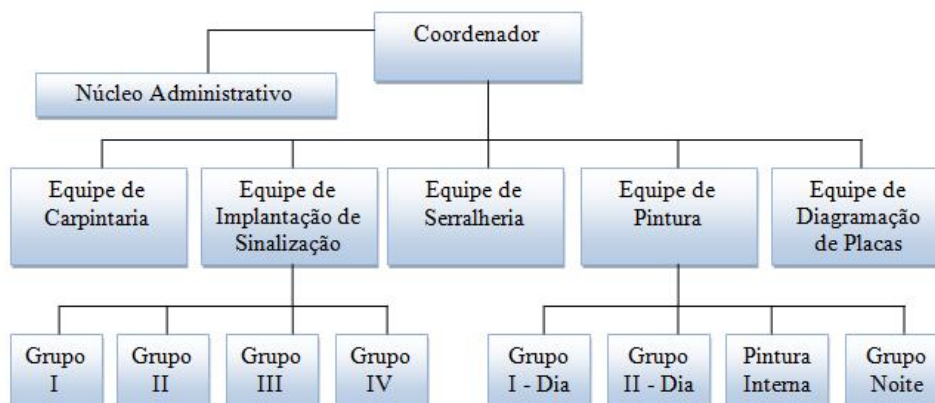 Coordenador
Núcleo Administrativo
Equipe de
Carpintaria
Equipe de
Implantação de
Sinalização
Equipe de
Serralheria
Equipe de
Pintura
Equipe de
Diagramação
de Placas
Grupo
I
Grupo
II
Grupo
III
Grupo
IV
Grupo
I - Dia
Grupo
II - Dia
Pintura
Interna
Grupo
Noite